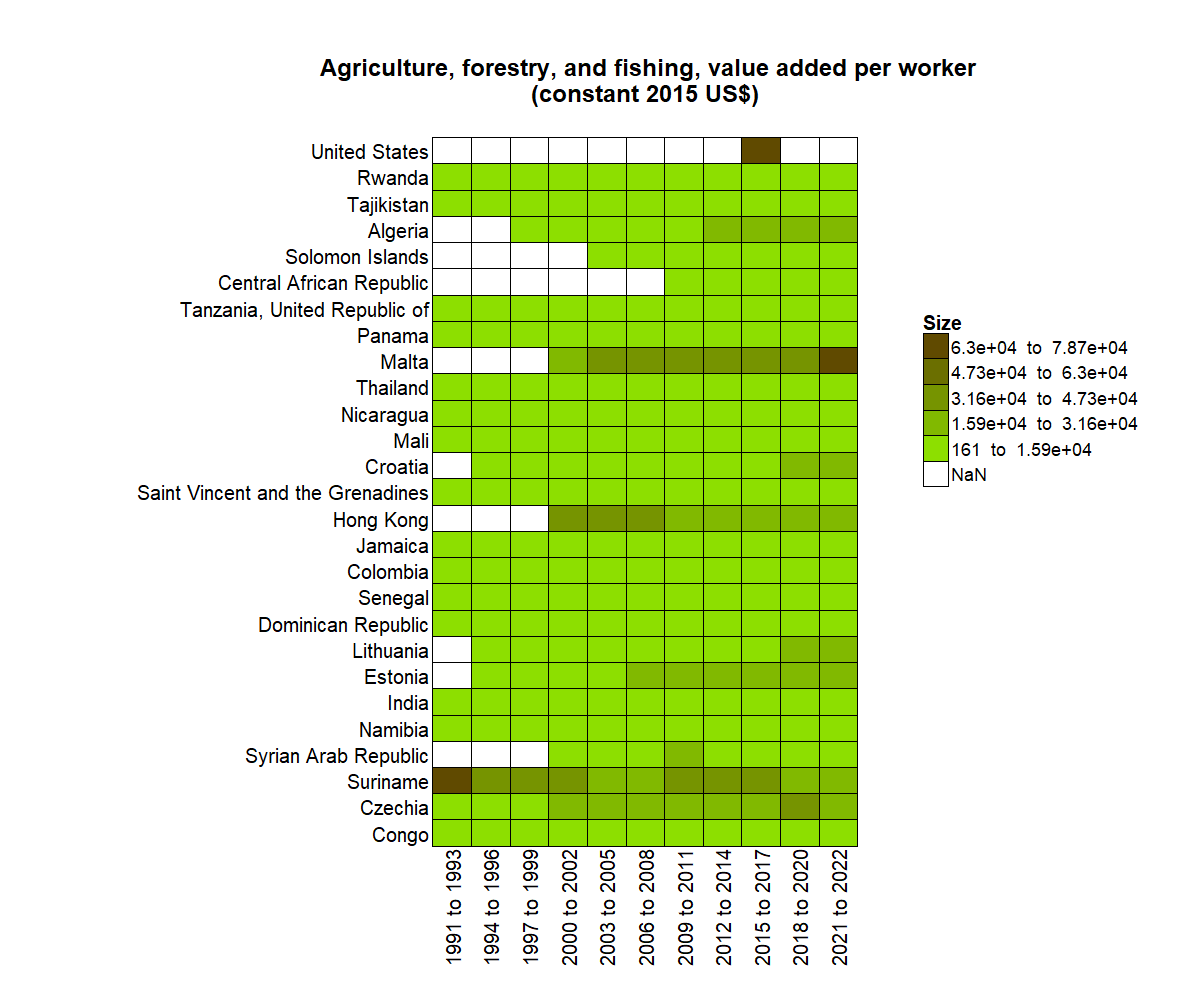 Agriculture, forestry, and fishing, value added per worker
(constant 2015 US$)
United States
Rwanda
Tajikistan
Algeria
Solomon Islands
Central African Republic
Tanzania, United Republic of
Panama
Malta
Thailand
Nicaragua
Mali
Croatia
Saint Vincent and the Grenadines
Hong Kong
Jamaica
Colombia
Senegal
Dominican Republic
Lithuania
Estonia
India
Namibia
Syrian Arab Republic
Suriname
Czechia
Congo
1991 to 1993
1994 to 1996
1997 to 1999
2000 to 2002
2003 to 2005
2006 to 2008
2009 to 2011
2012 to 2014
2015 to 2017
2018 to 2020
2021 to 2022
Size
6.3e+04 to 7.87e+04
4.73e+04 to 6.3e+04
3.16e+04 to 4.73e+04
1.59e+04 to 3.16e+04
161 to 1.59e+04
NaN